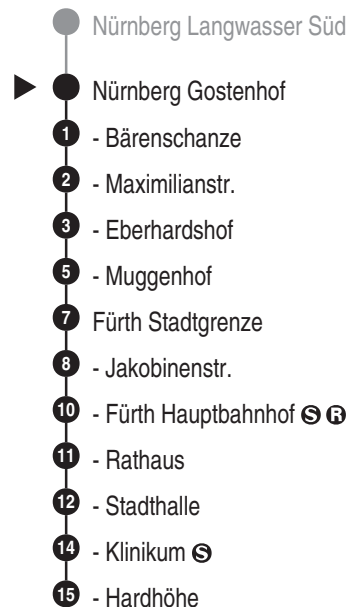 Nürnberg Langwasser Süd
Nürnberg Gostenhof
1 - Bärenschanze
2 - Maximilianstr.
3 - Eberhardshof
5 - Muggenhof
7 Fürth Stadtgrenze
8 - Jakobinenstr.
10 - Fürth Hauptbahnhof S R
11 - Rathaus
12 - Stadthalle
14 - Klinikum S
15 - Hardhöhe